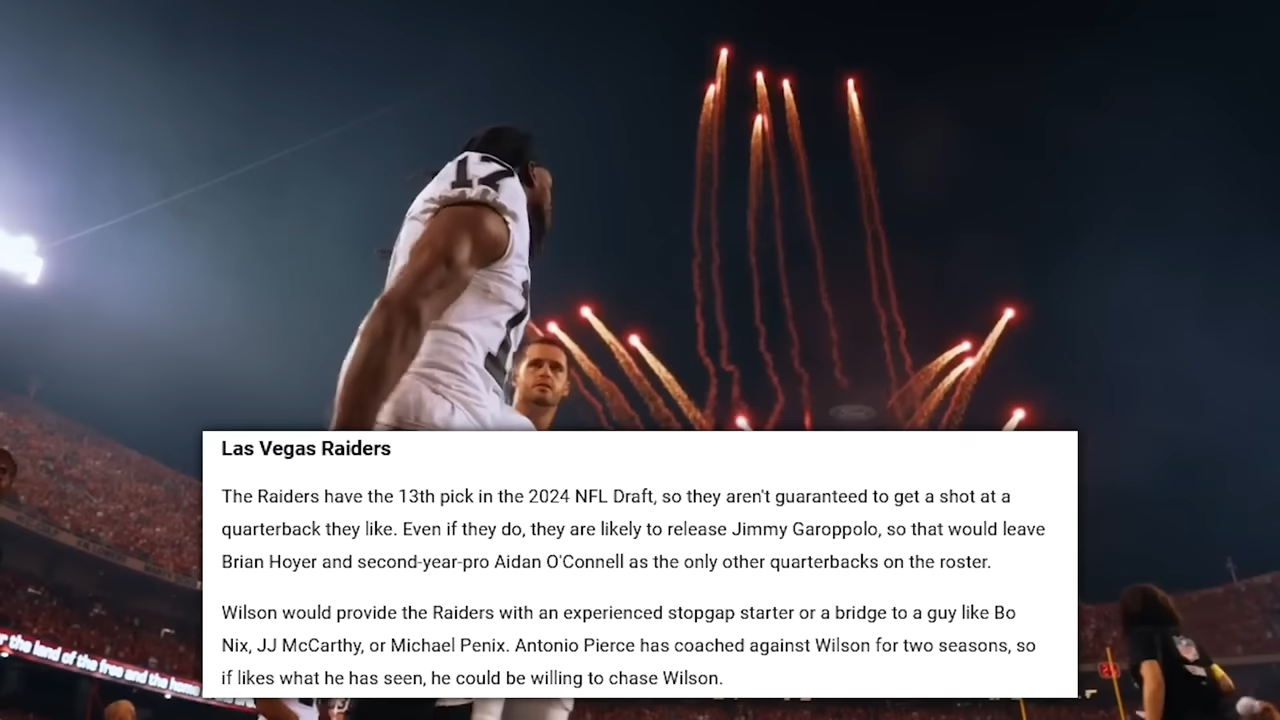 17
Las Vegas Raiders
The Raiders have the 13th pick in the 2024 NFL Draft, so they aren't guaranteed to get a shot at a
quarterback they like. Even if they do, they are likely to release Jimmy Garoppolo, so that would leave
Brian Hoyer and second-year-pro Aidan O'Connell as the only other quarterbacks on the roster.
Wilson would provide the Raiders with an experienced stopgap starter or a bridge to a guy like Bo
Nix, JJ McCarthy, or Michael Penix. Antonio Pierce has coached against Wilson for two seasons, so
if likes what he has seen, he could be willing to chase Wilson.
the land of the free and the hom